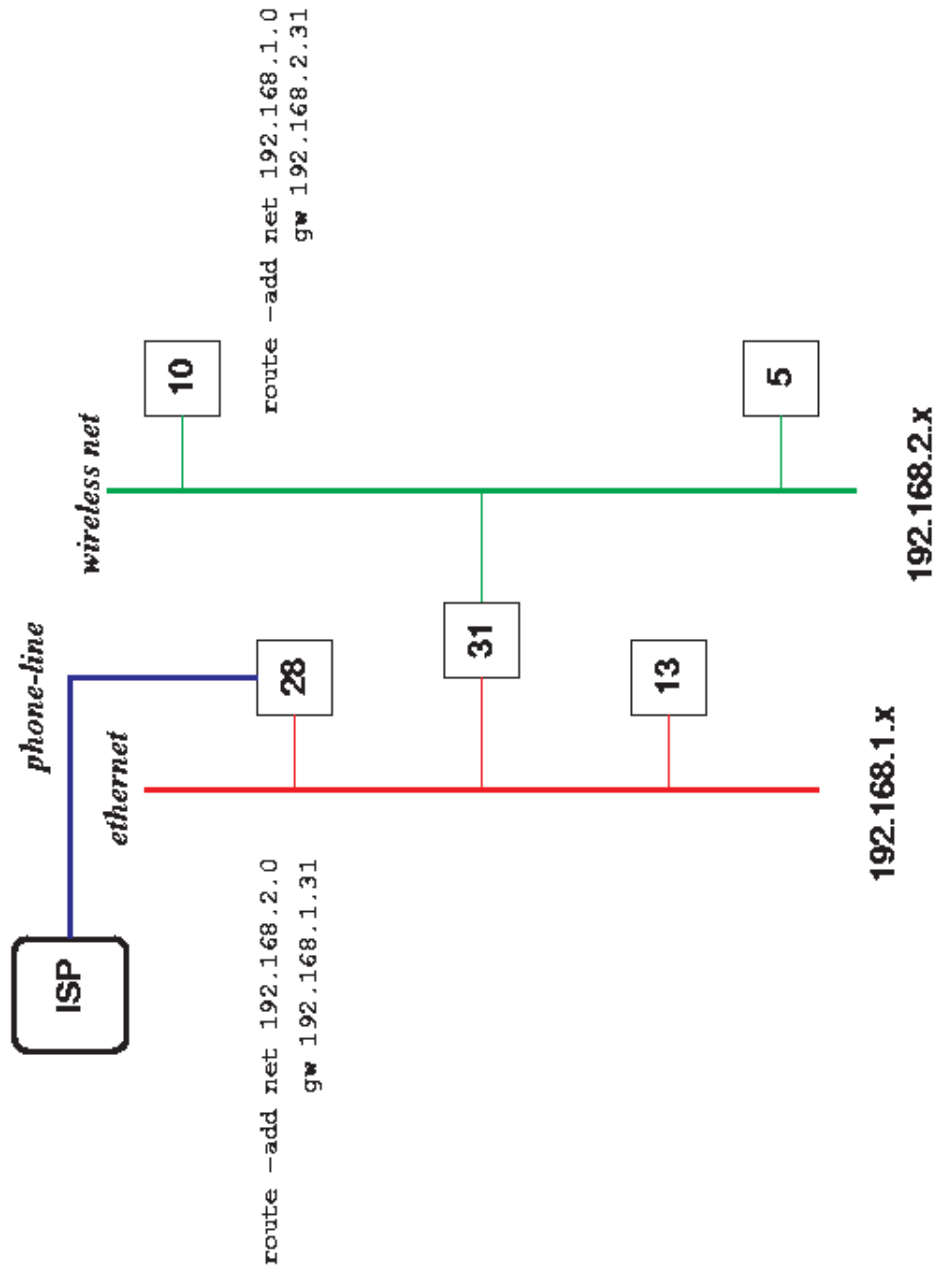 phone-line
ISP
wireless net
ethernet
10
route -add net 192.168.2.0
gw 192.168.1.31
28
route -add net 192.168.1.0
gw 192.168.2.31
31
13
5
192.168.1.x
192.168.2.x